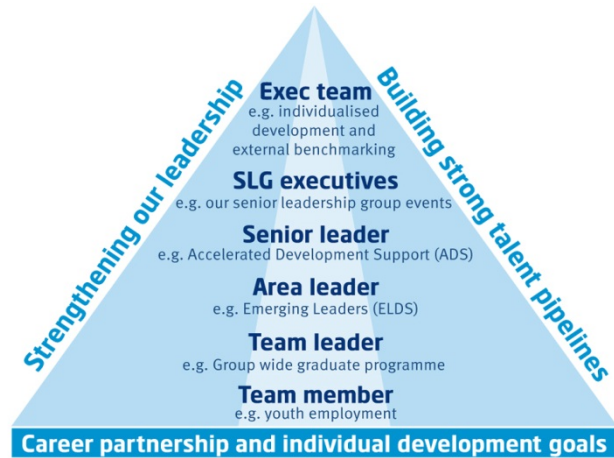 Strengthening our leadership
Building strong talent pipelines
Exec team
e.g. individualised
development and
external benchmarking
SLG executives
e.g. our senior leadership group events
Senior leader
e.g. Accelerated Development Support (ADS)
Area leader
e.g. Emerging Leaders (ELDS)
Team leader
e.g. Group wide graduate programme
Team member
e.g. youth employment
Career partnership and individual development goals